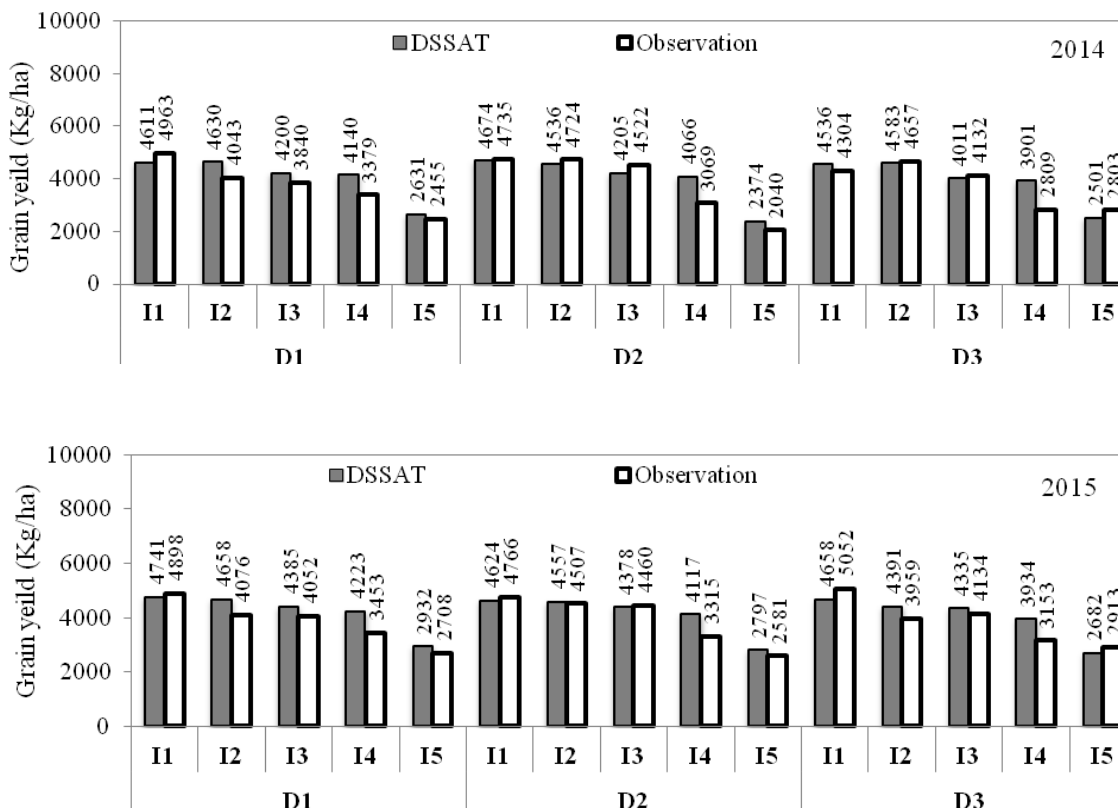 10000
DSSAT Observation 2014
8000
6000
4000
2000
0
Grain yeild (Kg/ha)
4611 4963 4630 4043 4200 3840 4140 3379 2631 2455 4674 4735 4536 4724 4205 4522 4066 3069 2374 2040 4536 4304 4583 4657 4011 4132 3901 2809 2501 2803
I1 I2 I3 I4 I5 I1 I2 I3 I4 I5 I1 I2 I3 I4 I5
D1 D2 D3
10000
DSSAT Observation 2015
8000
6000
4000
2000
0
Grain yeild (Kg/ha)
4741 4898 4658 4076 4385 4052 4223 3453 2932 2708 4624 4766 4557 4507 4378 4460 4117 3315 2797 2581 4658 5052 4391 3959 4335 4134 3934 3153 2682 2913
I1 I2 I3 I4 I5 I1 I2 I3 I4 I5 I1 I2 I3 I4 I5
D1 D2 D3